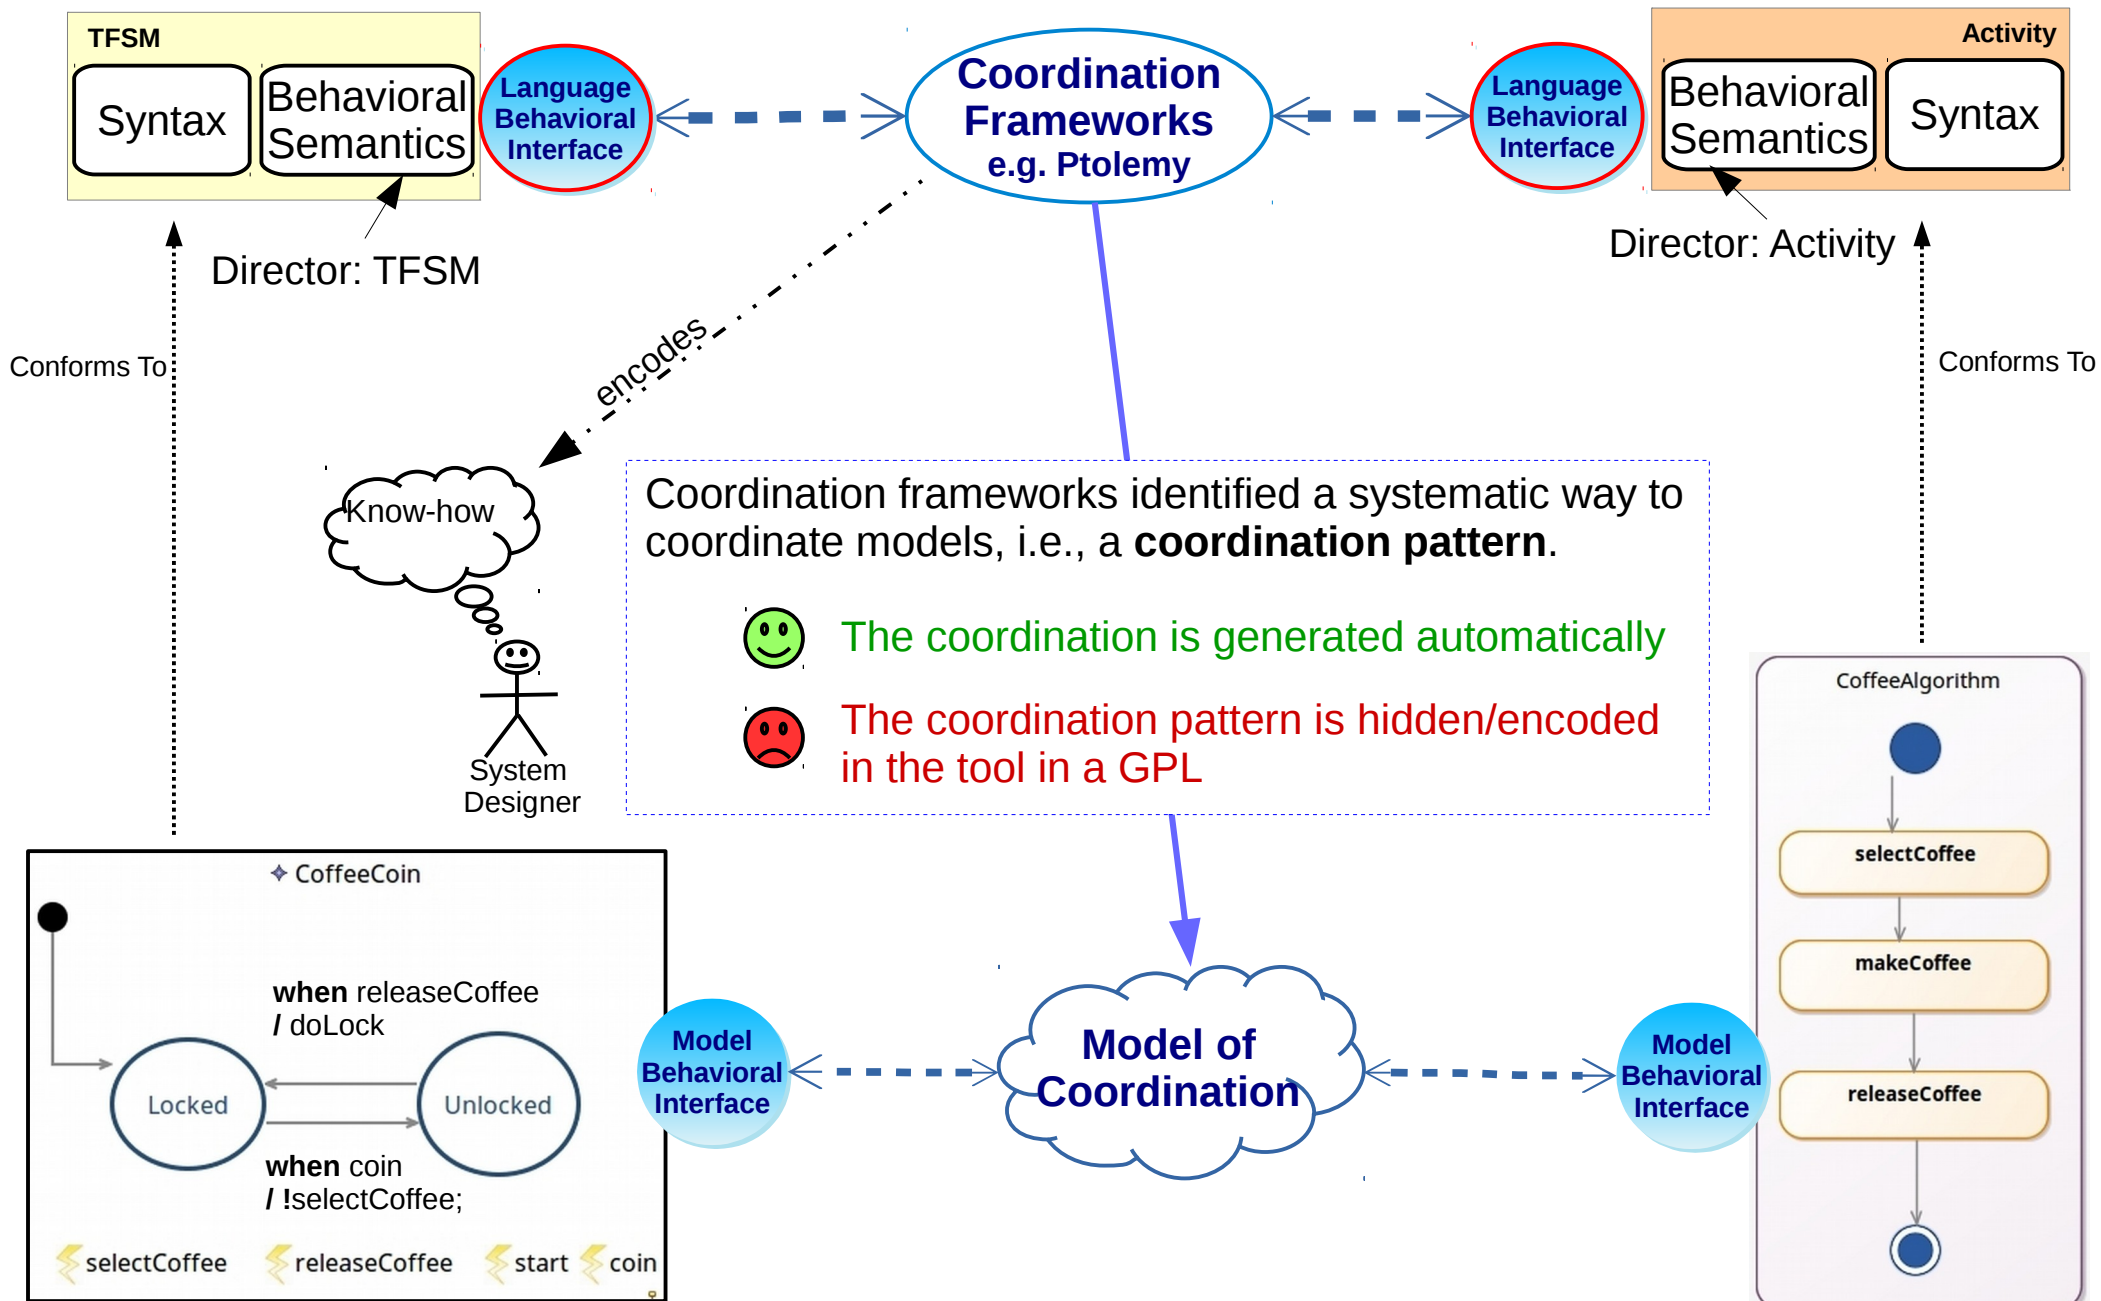 TFSM
Syntax
Behavioral
Semantics
Language
Behavioral
Interface
Coordination
Frameworks
e.g. Ptolemy
Language
Behavioral
Interface
Activity
Behavioral
Semantics
Syntax
Director: TFSM
Director: Activity
Conforms To
encodes
Conforms To
Know-how
System
Designer
Coordination frameworks identified a systematic way to
coordinate models, i.e., a coordination pattern.
The coordination is generated automatically
The coordination pattern is hidden/encoded
in the tool in a GPL
CoffeeCoin
when releaseCoffee
/ doLock
Locked
Unlocked
when coin
/ !selectCoffee;
selectCoffee
releaseCoffee
start
coin
Model
Behavioral
Interface
Model of
Coordination
Model
Behavioral
Interface
CoffeeAlgorithm
selectCoffee
makeCoffee
releaseCoffee